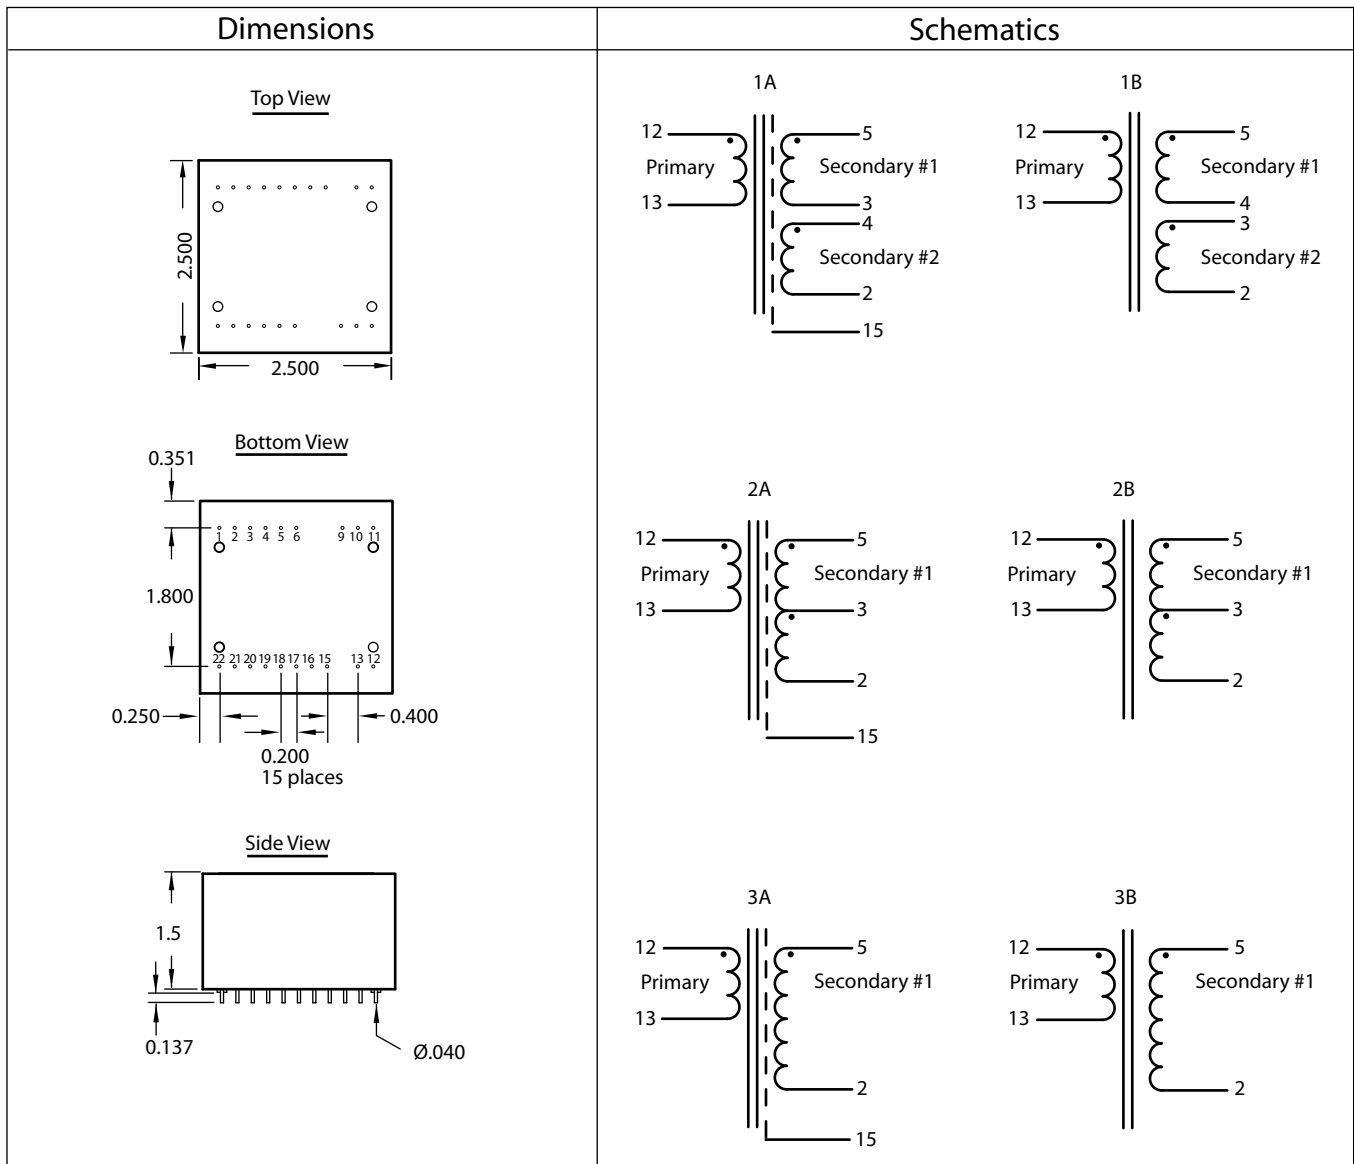 Dimensions
Top View
2.500
2.500
Bottom View
0.351
1 2 3 4 5 6 9 10 11
1.800
22 21 20 19 18 17 16 15 13 12
0.250
0.400
0.200
15 places
Side View
1.5
0.137
Ø.040
Schematics
1A
12
5
Primary
Secondary #1
13
3
4
Secondary #2
2
15
1B
12
5
Primary
Secondary #1
13
4
3
Secondary #2
2
2A
12
5
Primary
Secondary #1
13
3
2
15
2B
12
5
Primary
Secondary #1
13
3
2
3A
12
5
Primary
Secondary #1
13
2
15
3B
12
5
Primary
Secondary #1
13
2